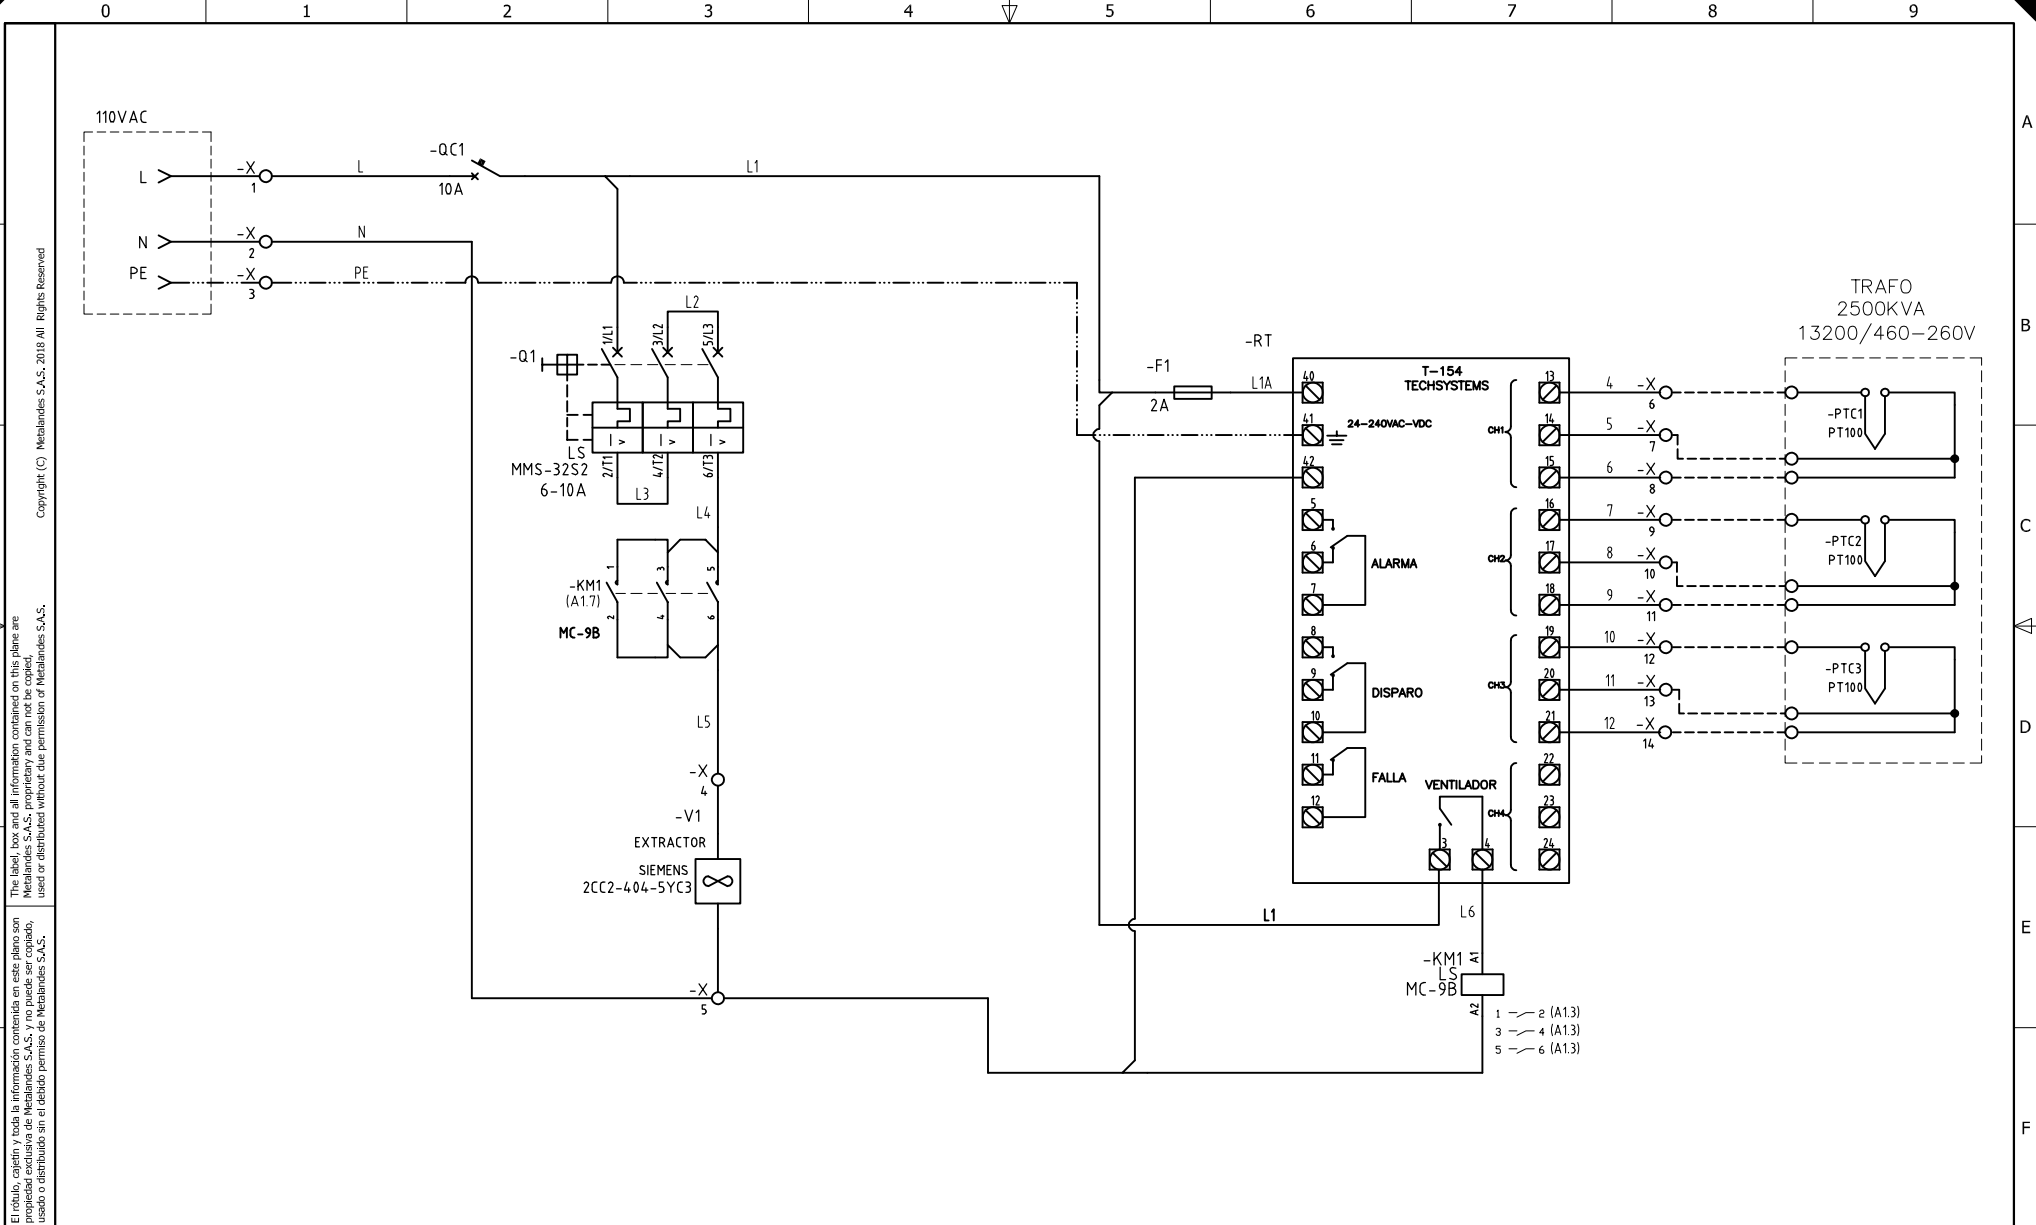 0 1 2 3 4 5 6 7 8 9
A
B
C
D
E
F
110VAC
L
N
PE
-X
1
L
-X
2
N
-X
3
PE
-QC1
10A
L1
L2
1/L1
3/L2
5/L3
-Q1
I >
I >
I >
LS
MMS-32S2
6-10A
2/T1
4/T2
6/T3
L3
L4
-KM1
(A1.7)
MC-9B
1
3
5
2
4
6
L5
-X
4
-V1
EXTRACTOR
SIEMENS
2CC2-404-5YC3
-X
5
-F1
2A
L1A
-RT
T-154
TECHSYSTEMS
24-240VAC-VDC
40
41
42
5
6
7
ALARMA
8
9
10
DISPARO
11
12
FALLA
VENTILADOR
3
4
CH1
CH2
CH3
CH4
13
14
15
16
17
18
19
20
21
22
23
24
L1
L6
-KM1
LS
MC-9B
A1
A2
1 2 (A1.3)
3 4 (A1.3)
5 6 (A1.3)
4 -X
6
5 -X
7
6 -X
8
7 -X
9
8 -X
10
9 -X
11
10 -X
12
11 -X
13
12 -X
14
TRAFO
2500KVA
13200/460-260V
-PTC1
PT100
-PTC2
PT100
-PTC3
PT100
Copyright (C) Metalandes S.A.S. 2018 All Rights Reserved
The label, box and all information contained on this plane are
Metalandes S.A.S. proprietary and can not be copied,
used or distributed without due permission of Metalandes S.A.S.
El rótulo, cajetín y toda la información contenida en este plano son
propiedad exclusiva de Metalandes S.A.S. y no puede ser copiado,
usado o distribuido sin el debido permiso de Metalandes S.A.S.